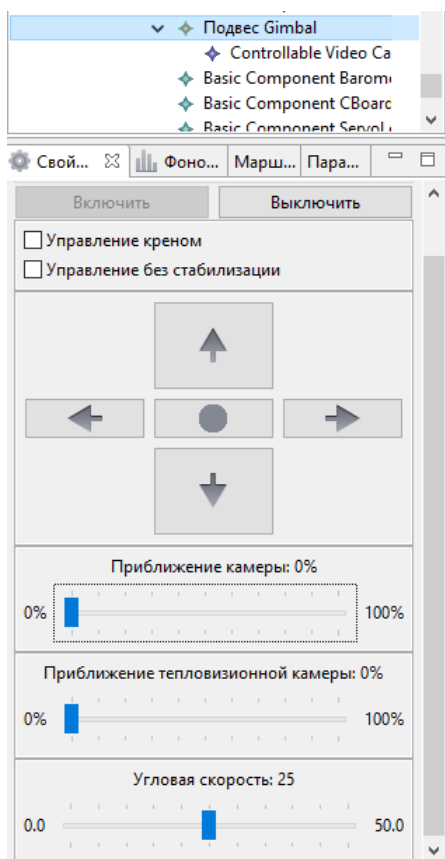 Подвес Gimbal
Controllable Video Ca
Basic Component Barome
Basic Component CBoard
Basic Component ServoL
Свой... Фоно... Марш... Пара...
Включить Выключить
Управление креном
Управление без стабилизации
Приближение камеры: 0%
0% 100%
Приближение тепловизионной камеры: 0%
0% 100%
Угловая скорость: 25
0.0 50.0